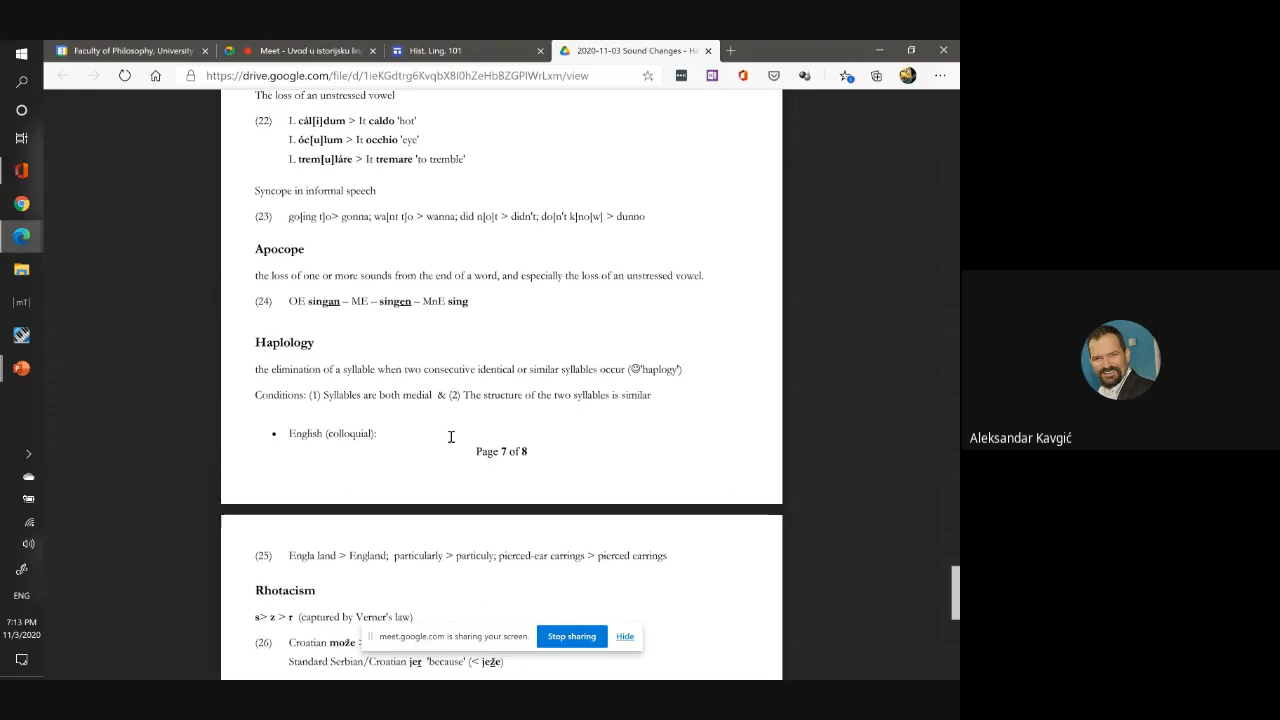 Faculty of Philosophy, University
Meet - Uvod u istorijsku lin
Hist. Ling. 101
2020-11-03 Sound Changes - Ha
https://drive.google.com/file/d/1ieKGdtrg6KvqbX8I0hZeHbBZGPlWrLxm/view
The loss of an unstressed vowel
(22) L cál[i]dum > It caldo 'hot'
L óc[u]lum > It occhio 'eye'
L trem[u]láre > It tremare 'to tremble'
Syncope in informal speech
(23) go[ing t]o> gonna; wa[nt t]o > wanna; did n[o]t > didn't; do[n't k]no[w] > dunno
Apocope
the loss of one or more sounds from the end of a word, and especially the loss of an unstressed vowel.
(24) OE singan – ME – singen – MnE sing
Haplology
the elimination of a syllable when two consecutive identical or similar syllables occur (☺'haplogy')
Conditions: (1) Syllables are both medial & (2) The structure of the two syllables is similar
• English (colloquial):
Page 7 of 8
(25) Engla land > England; particularly > particuly; pierced-ear earrings > pierced earrings
Rhotacism
s> z > r (captured by Verner's law)
(26) Croatian može >
Standard Serbian/Croatian jer 'because' (< ježe)
meet.google.com is sharing your screen.
Stop sharing
Hide
mT
ENG
7:13 PM
11/3/2020
Aleksandar Kavgić